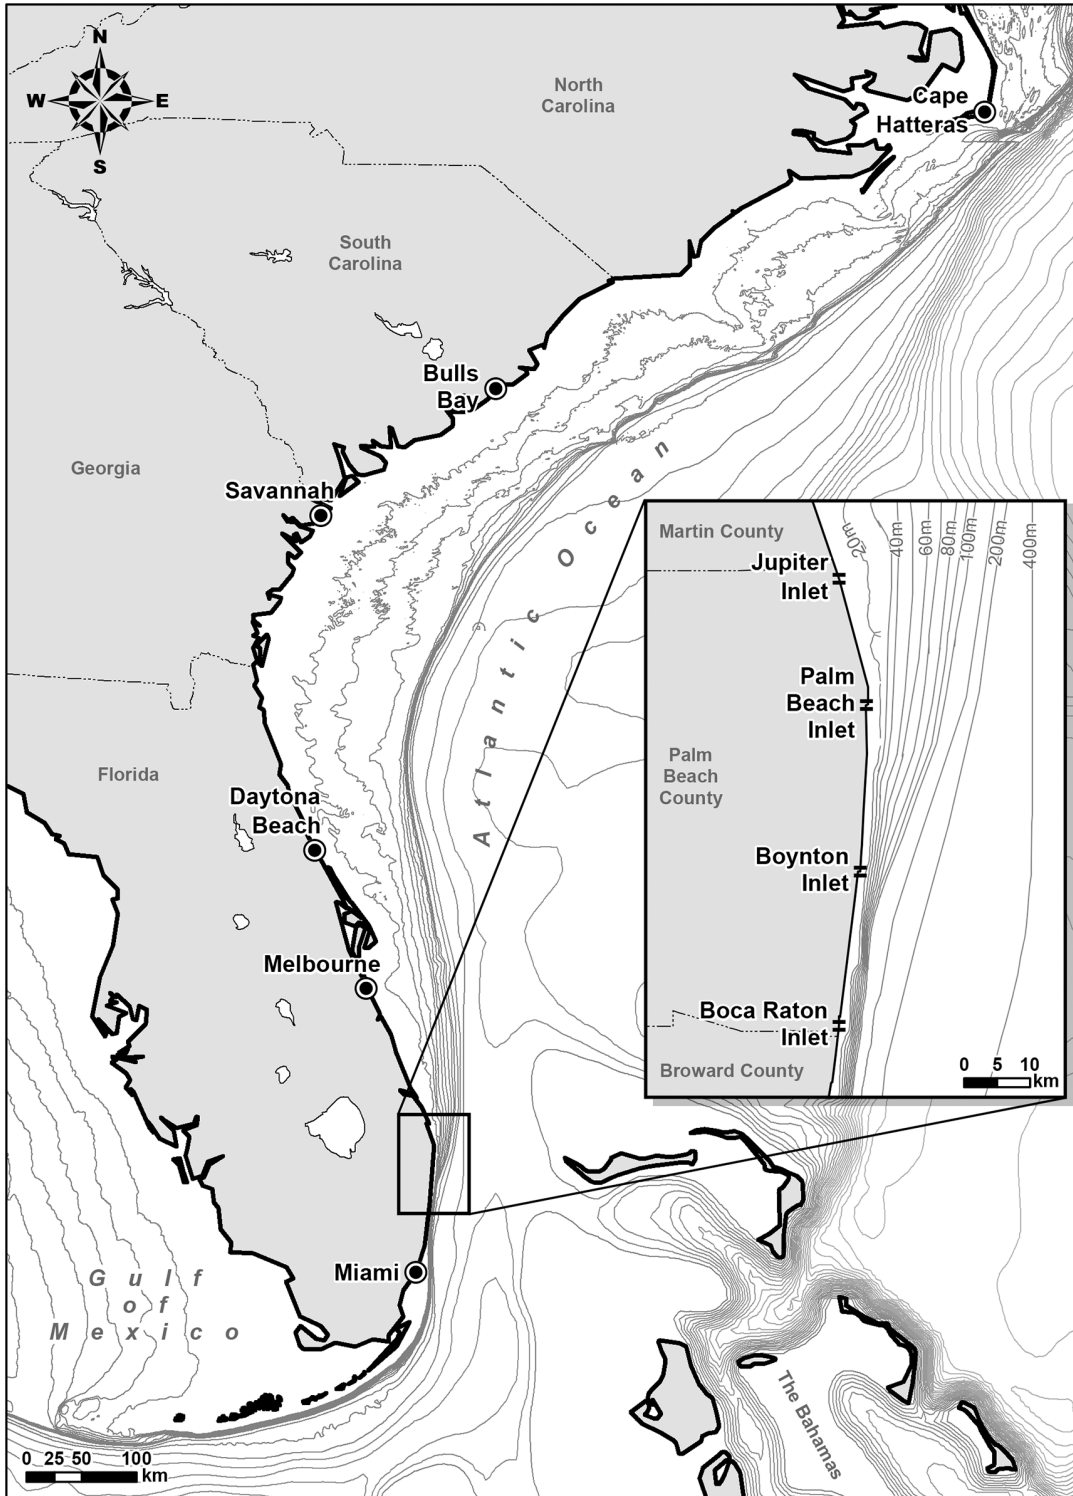 N
W E
S
North
Carolina
Cape
Hatteras
South
Carolina
Bulls
Bay
Georgia
Savannah
Atlantic Ocean
Martin County
20m 40m 60m 80m 100m 200m 400m
Jupiter
Inlet
Palm
Beach
Inlet
Palm
Beach
County
Boynton
Inlet
Boca Raton
Inlet
Broward County
0 5 10
km
Florida
Daytona
Beach
Melbourne
Miami
Gulf
of
Mexico
The Bahamas
0 25 50 100
km